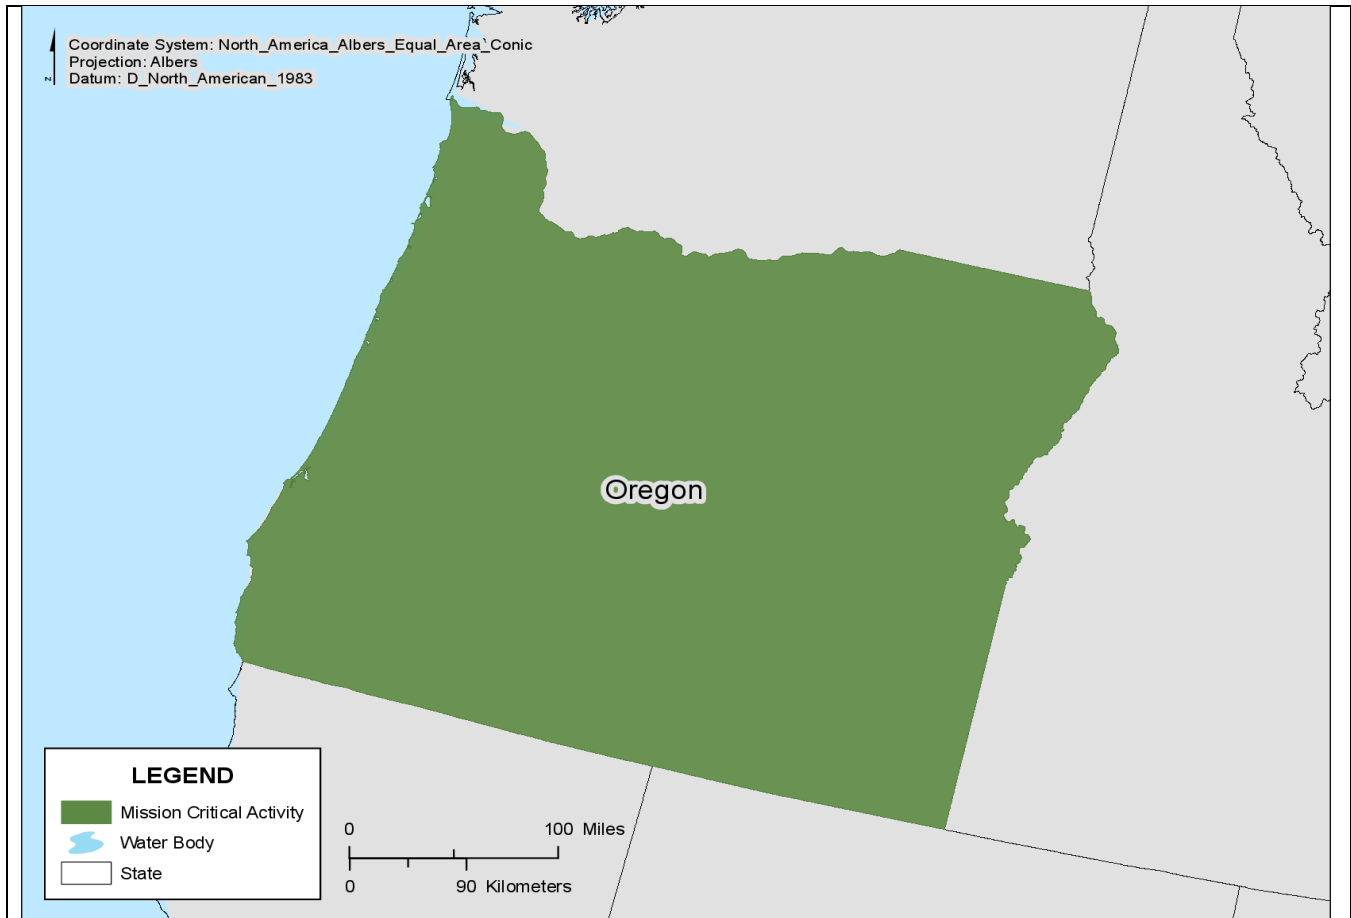 Coordinate System: North_America_Albers_Equal_Area_Conic
Projection: Albers
Datum: D_North_American_1983
N
Oregon
LEGEND
Mission Critical Activity
Water Body
State
0 100 Miles
0 90 Kilometers